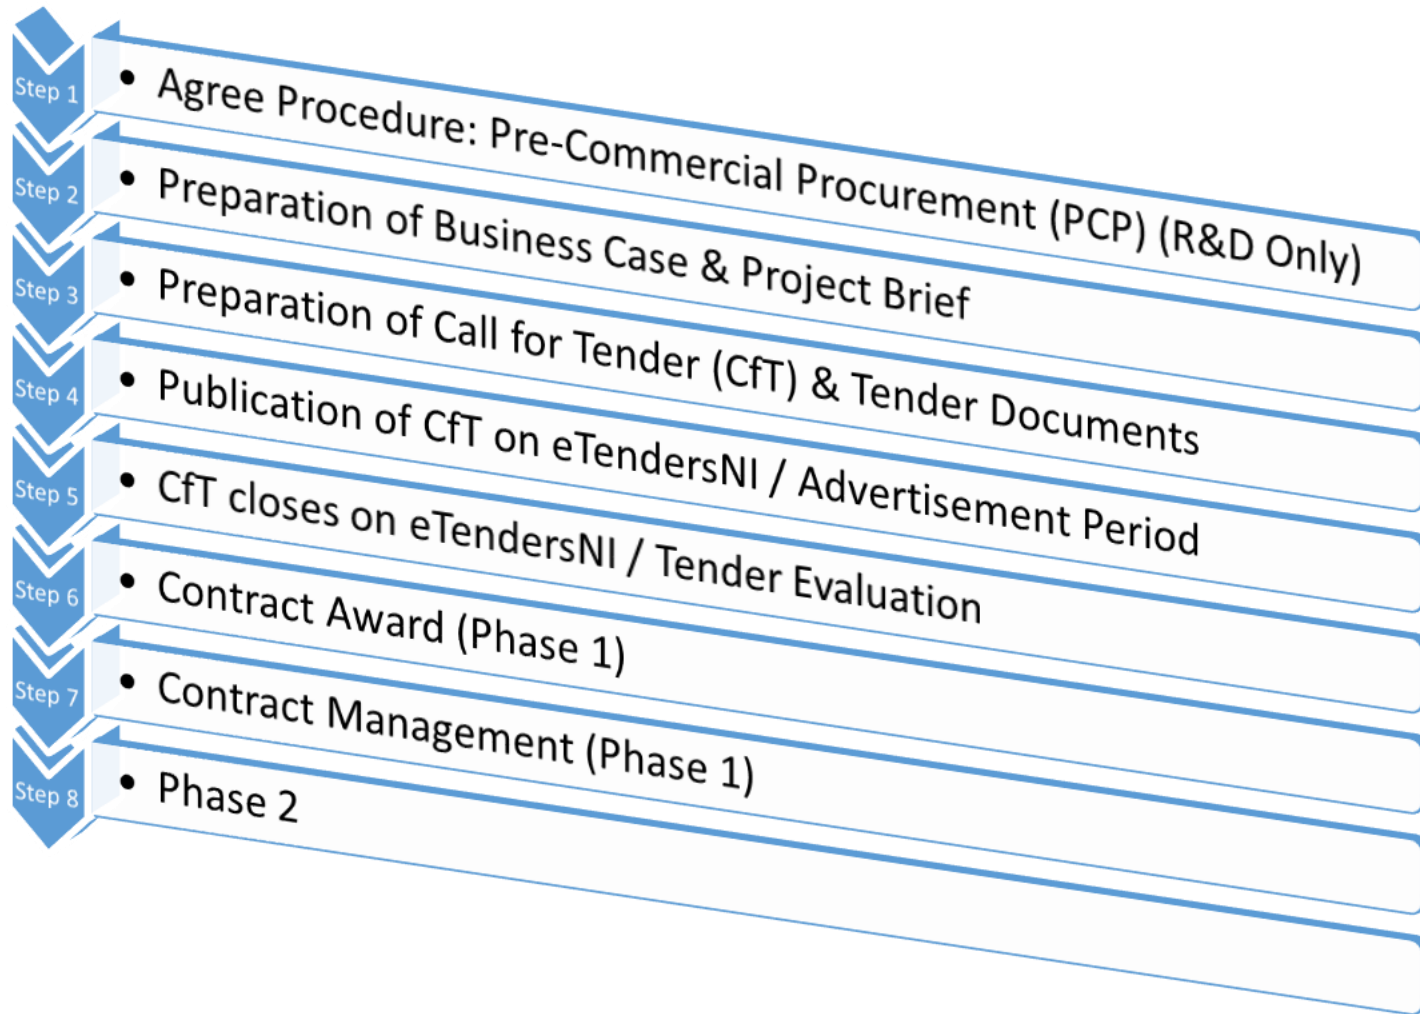 Step 1
• Agree Procedure: Pre-Commercial Procurement (PCP) (R&D Only)
Step 2
• Preparation of Business Case & Project Brief
Step 3
• Preparation of Call for Tender (CfT) & Tender Documents
Step 4
• Publication of CfT on eTendersNI / Advertisement Period
Step 5
• CfT closes on eTendersNI / Tender Evaluation
Step 6
• Contract Award (Phase 1)
Step 7
• Contract Management (Phase 1)
Step 8
• Phase 2